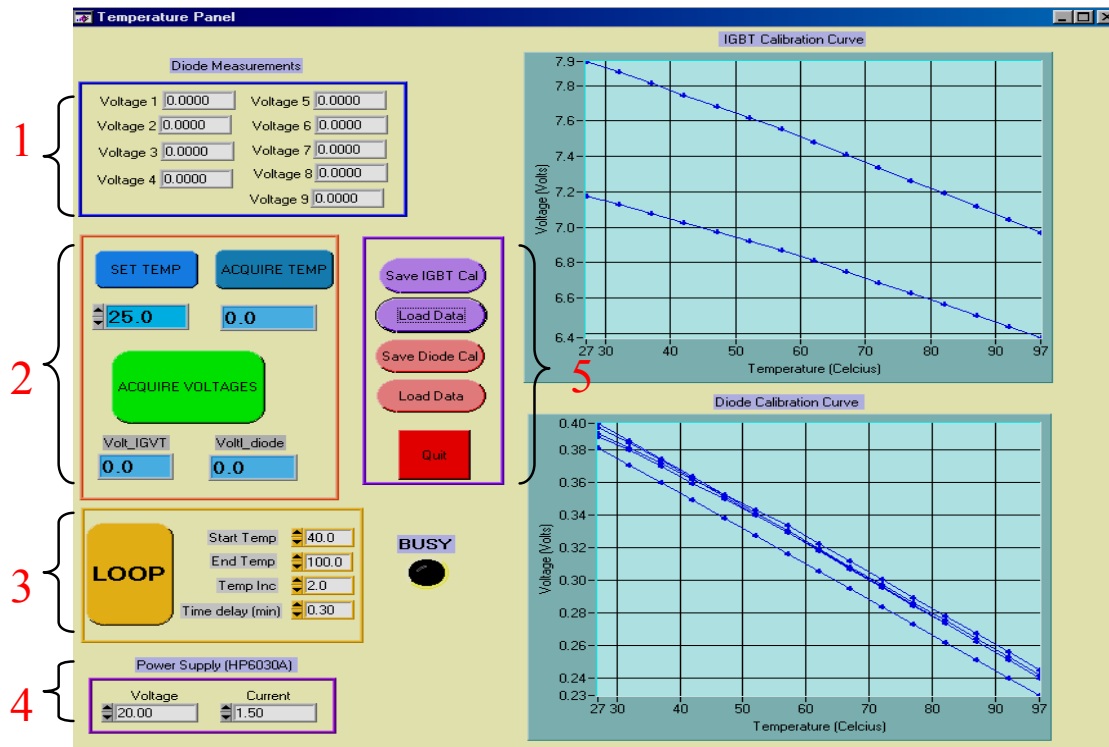 Temperature Panel
Diode Measurements
Voltage 1 0.0000 Voltage 5 0.0000
Voltage 2 0.0000 Voltage 6 0.0000
Voltage 3 0.0000 Voltage 7 0.0000
Voltage 4 0.0000 Voltage 8 0.0000
Voltage 9 0.0000
1
SET TEMP ACQUIRE TEMP
25.0 0.0
ACQUIRE VOLTAGES
Volt_IGVT Voltl_diode
0.0 0.0
2
Save IGBT Cal
Load Data
Save Diode Cal
Load Data
Quit
5
LOOP
Start Temp 40.0
End Temp 100.0
Temp Inc 2.0
Time delay (min) 0.30
3
BUSY
Power Supply (HP6030A)
Voltage Current
20.00 1.50
4
IGBT Calibration Curve
7.9
7.8
7.6
7.4
7.2
7.0
6.8
6.6
6.4
Voltage (Volts)
27 30 40 50 60 70 80 90 97
Temperature (Celcius)
Diode Calibration Curve
0.40
0.38
0.36
0.34
0.32
0.30
0.28
0.26
0.24
0.23
Voltage (Volts)
27 30 40 50 60 70 80 90 97
Temperature (Celcius)